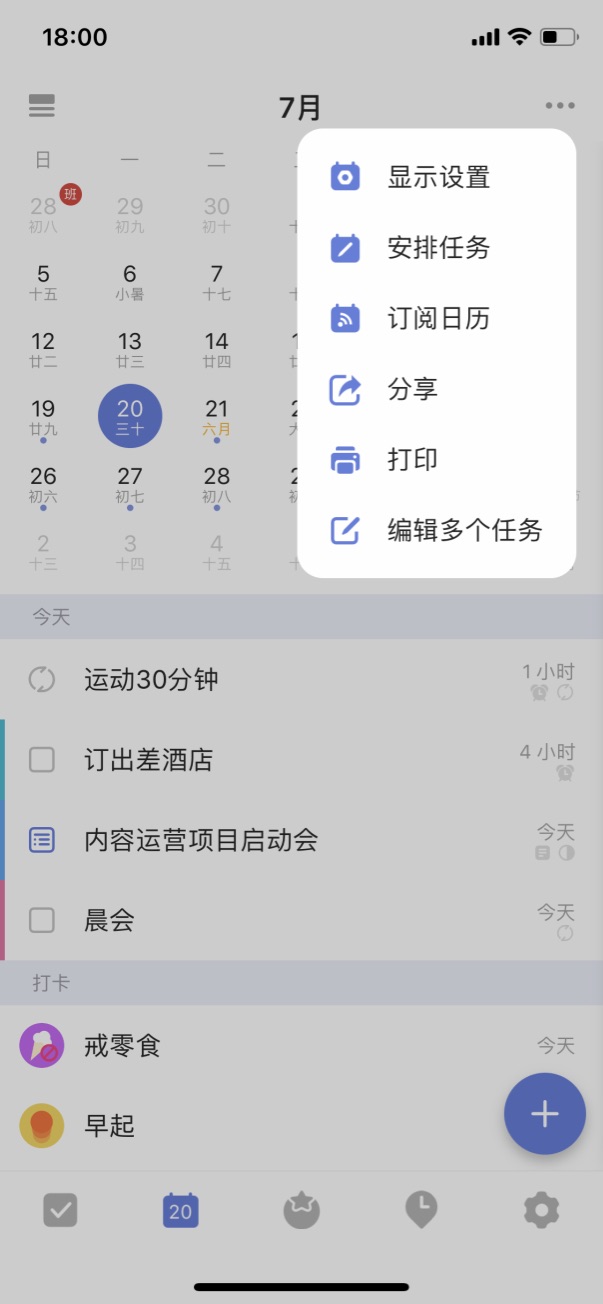 18:00
7月
日 一 二
28 班 29 30
初八 初九 初十
5 6 7
十五 小暑 十七
12 13 14
廿二 廿三 廿四
19 20 21
廿九 三十 六月
26 27 28
初六 初七 初八
2 3 4
十三 十四 十五
显示设置
安排任务
订阅日历
分享
打印
编辑多个任务
今天
运动30分钟 1 小时
订出差酒店 4 小时
内容运营项目启动会 今天
晨会 今天
打卡
戒零食 今天
早起
20